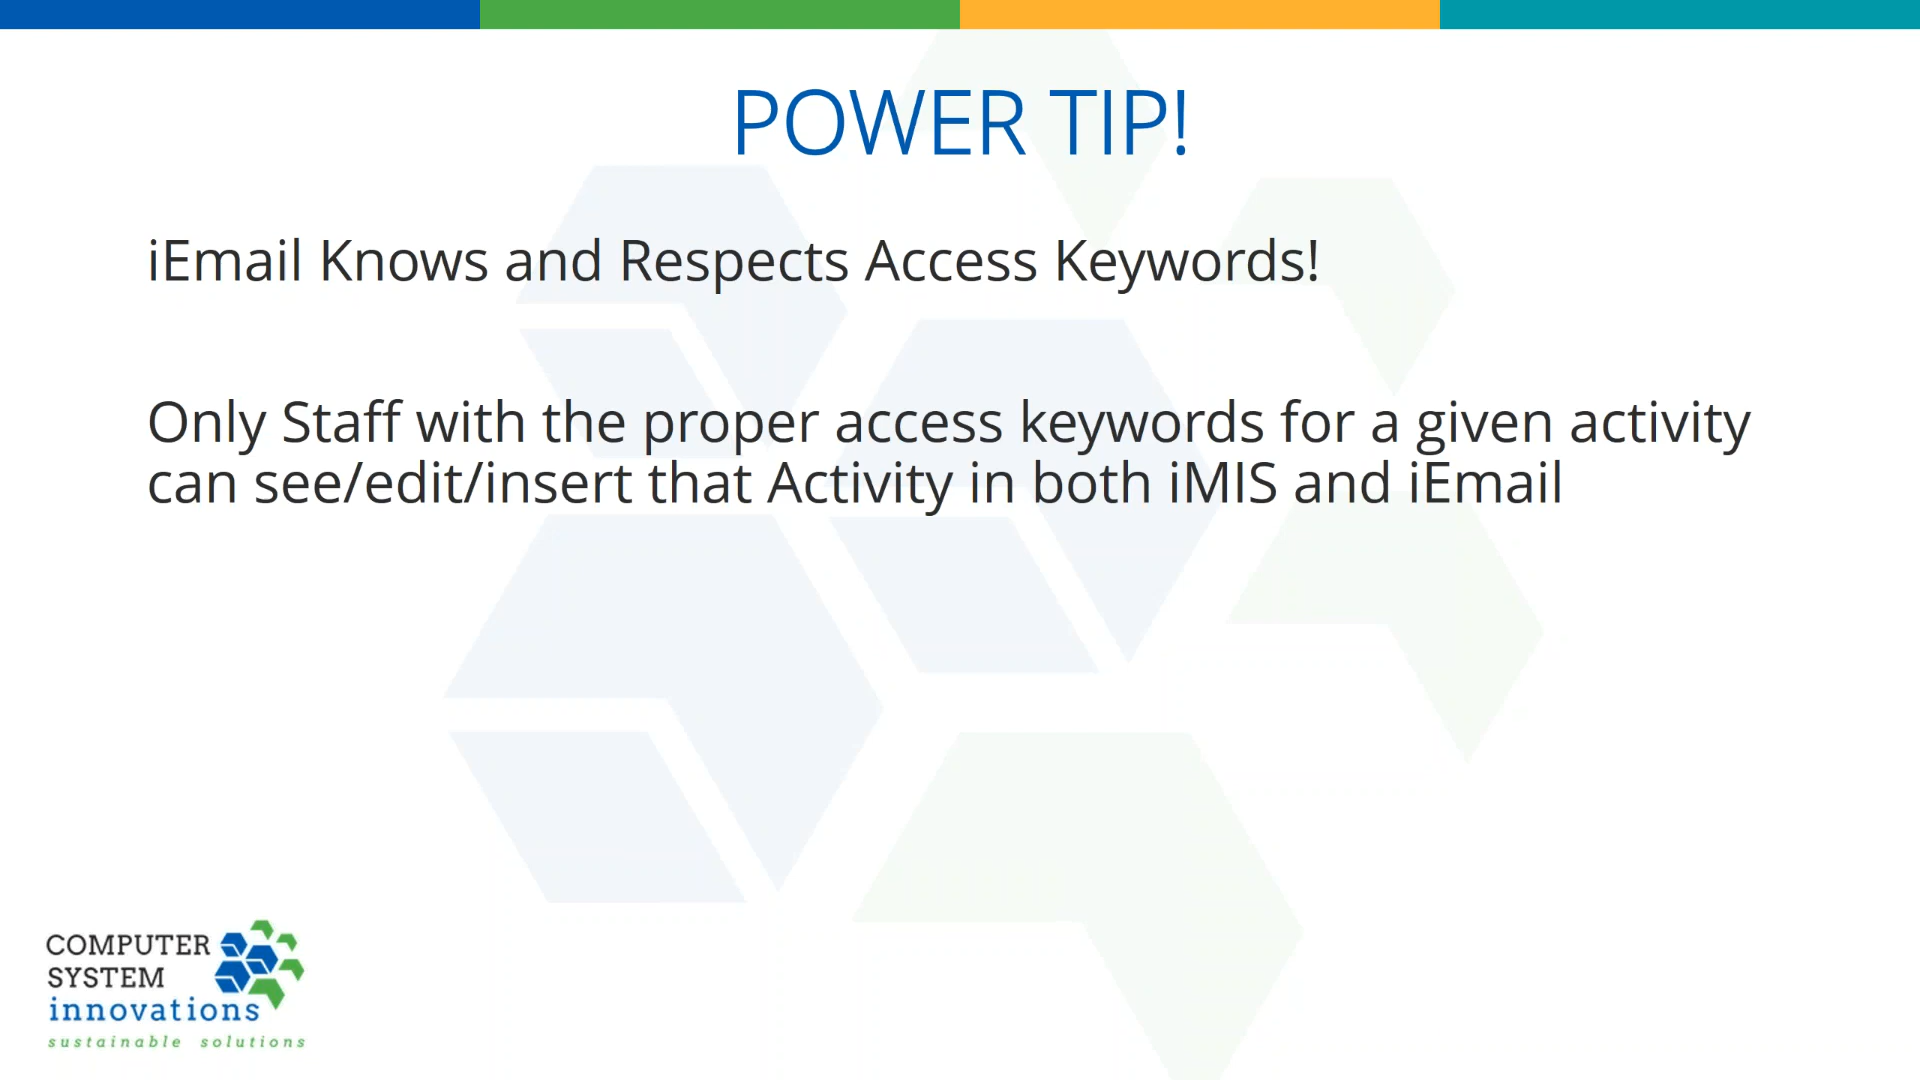 POWER TIP!
iEmail Knows and Respects Access Keywords!
Only Staff with the proper access keywords for a given activity
can see/edit/insert that Activity in both iMIS and iEmail
COMPUTER
SYSTEM
innovations
sustainable solutions